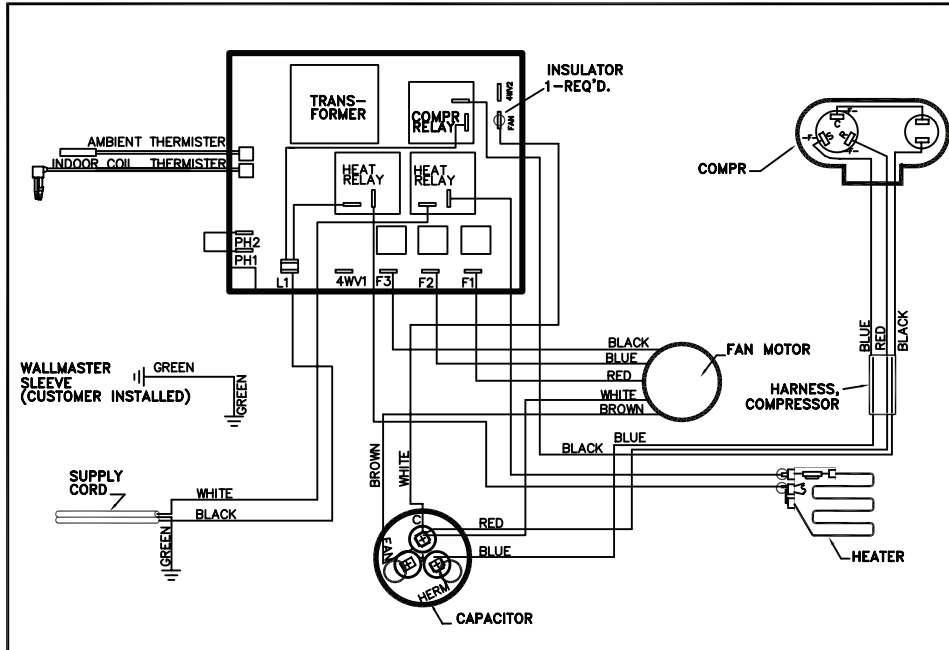 INSULATOR
1-REQ'D.
4WV2
FAN
TRANS-
FORMER
COMPR
RELAY
AMBIENT THERMISTER
INDOOR COIL THERMISTER
HEAT
RELAY
HEAT
RELAY
COMPR
C
S
R
PH2
PH1
L1
4WV1
F3
F2
F1
BLACK
BLUE
RED
WHITE
BROWN
FAN MOTOR
BLUE
RED
BLACK
HARNESS,
COMPRESSOR
WALLMASTER
SLEEVE
(CUSTOMER INSTALLED)
GREEN
GREEN
BLUE
BLACK
BROWN
WHITE
SUPPLY
CORD
WHITE
BLACK
GREEN
C
FAN
HERM
RED
BLUE
HEATER
CAPACITOR